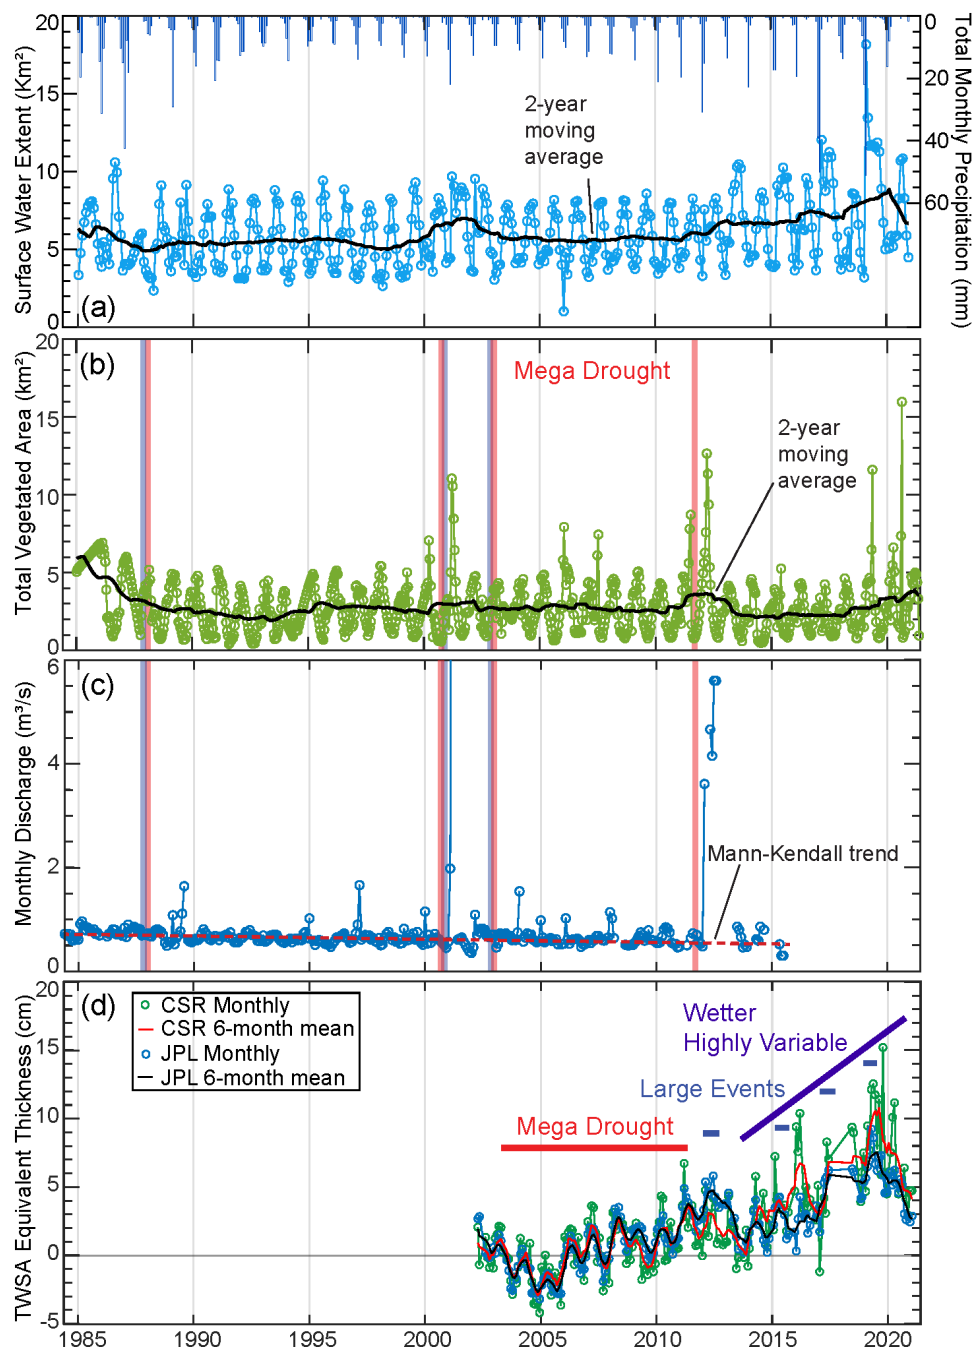 20
15
10
5
0
Surface Water Extent (Km²)
(a)
2-year
moving
average
0
20
40
60
Total Monthly Precipitation (mm)
20
15
10
5
0
Total Vegetated Area (km²)
(b)
Mega Drought
2-year
moving
average
6
4
2
0
Monthly Discharge (m³/s)
(c)
Mann-Kendall trend
20
15
10
5
0
-5
TWSA Equivalent Thickness (cm)
(d)
CSR Monthly
CSR 6-month mean
JPL Monthly
JPL 6-month mean
Wetter
Highly Variable
Large Events
Mega Drought
1985 1990 1995 2000 2005 2010 2015 2020